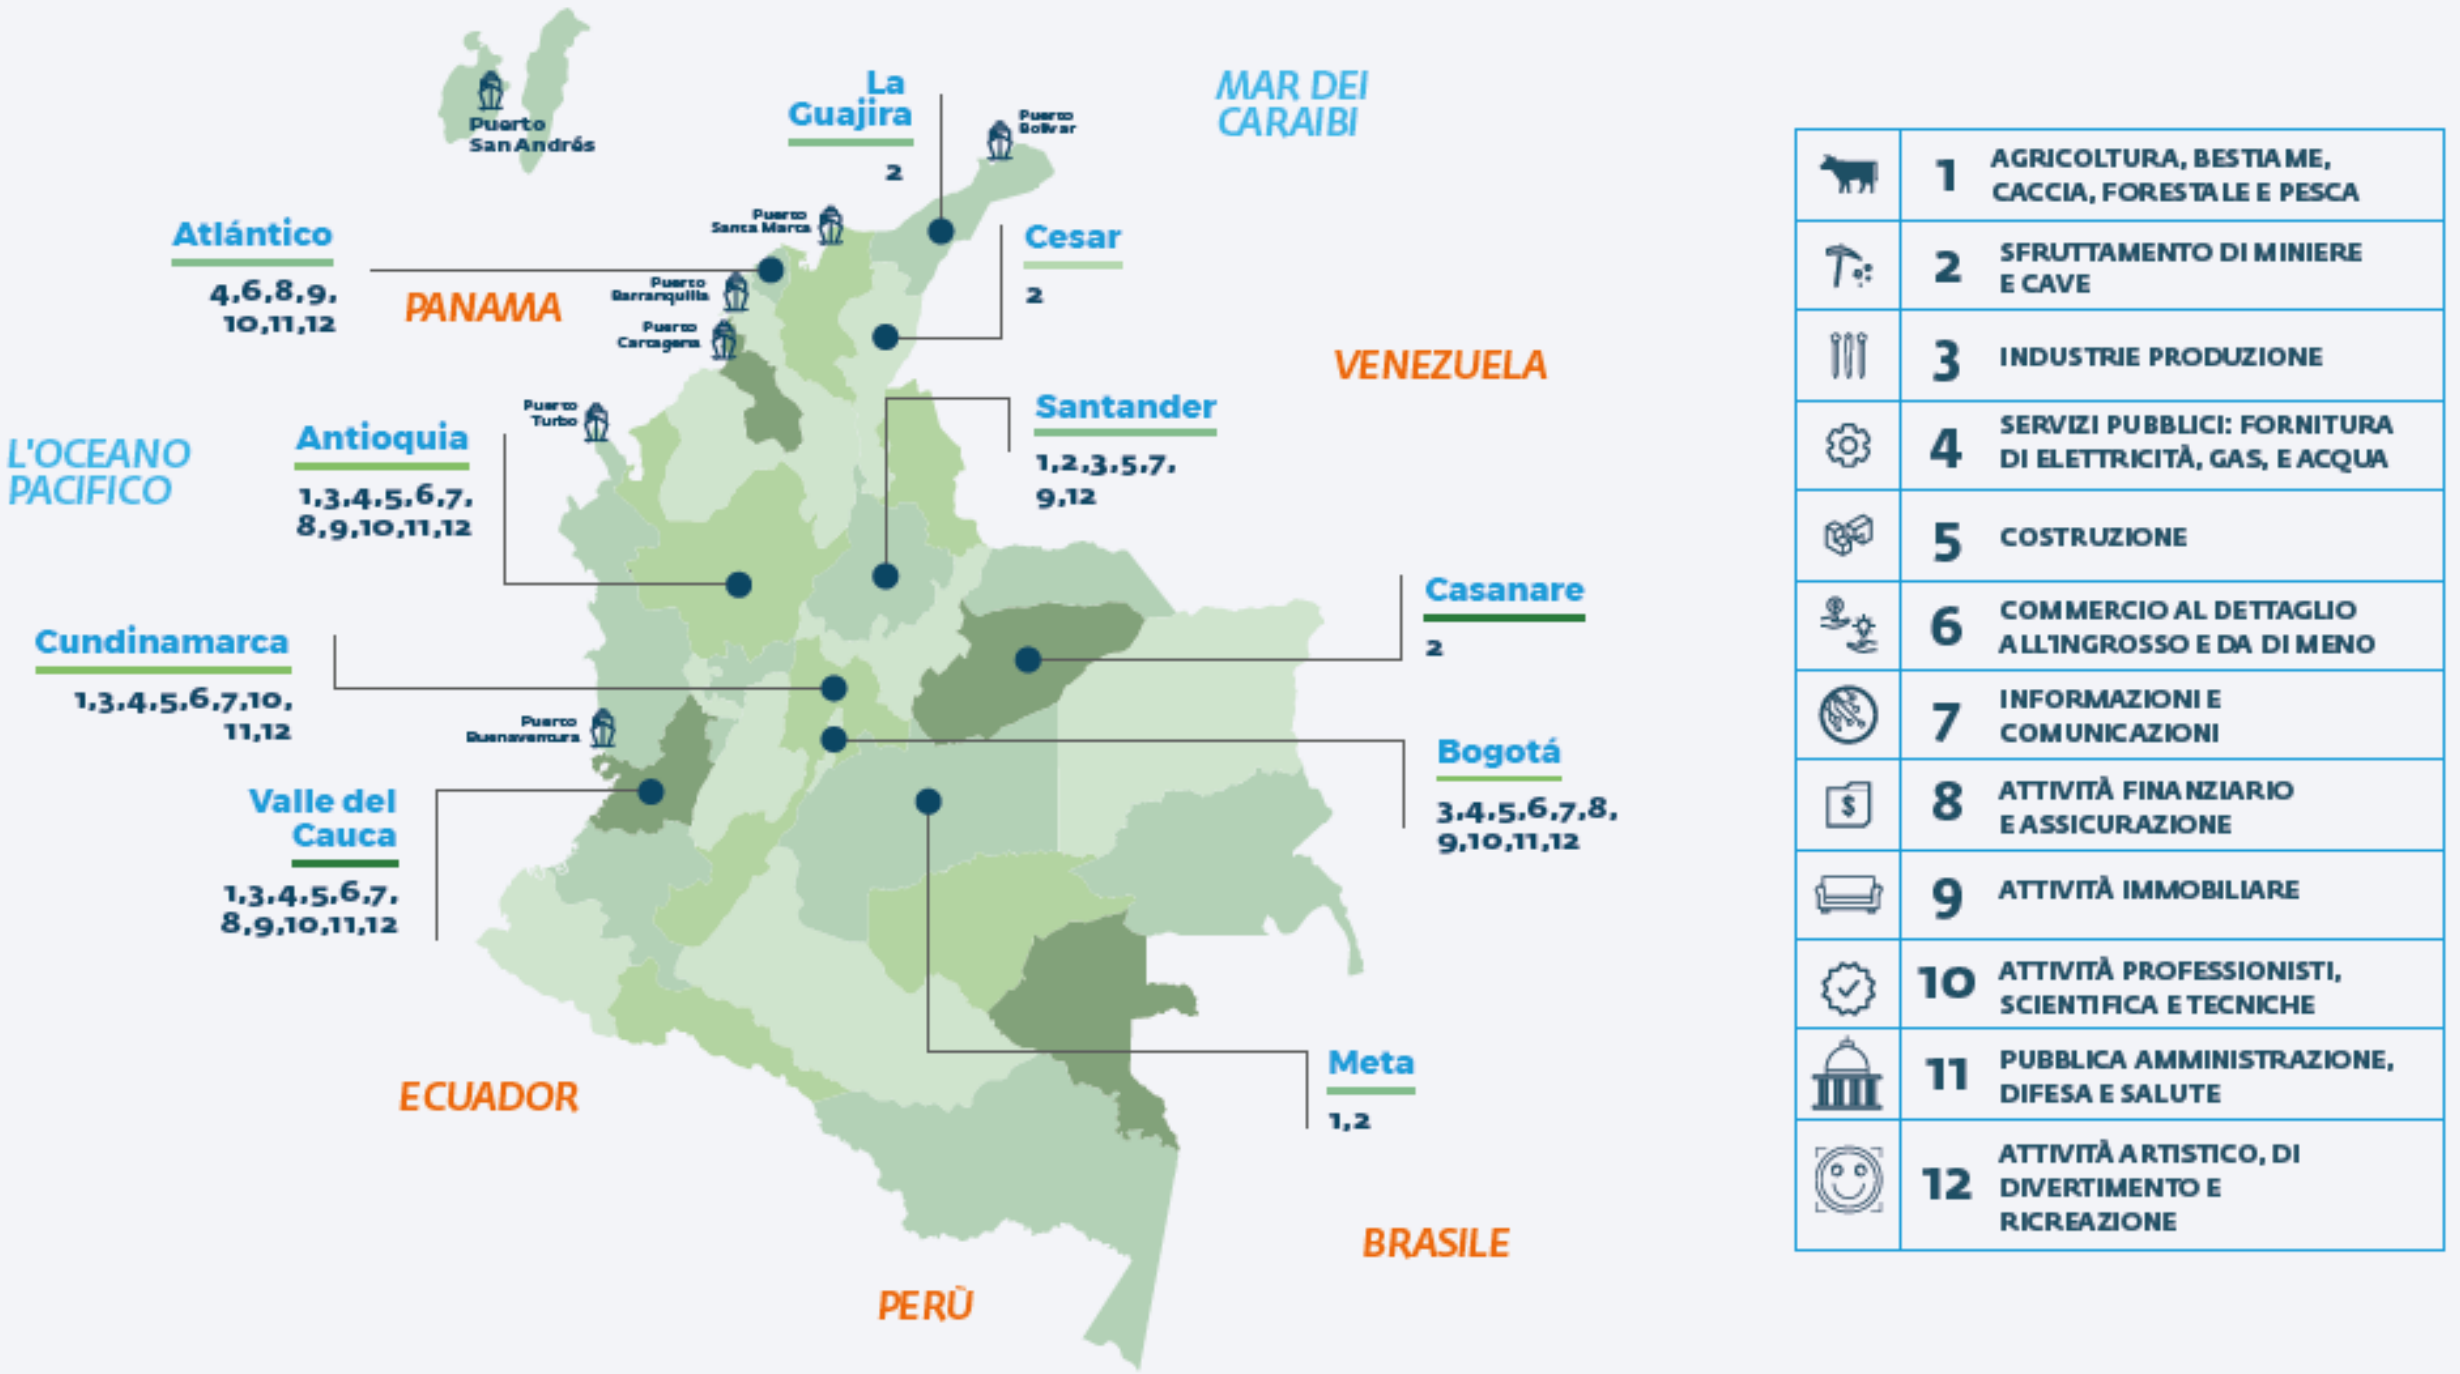 Puerto
San Andrés
La
Guajira
2
Puerto
Bolivar
MAR DEI
CARAIBI
Puerto
Santa Marta
Atlántico
4,6,8,9,
10,11,12
PANAMA
Puerto
Barranquilla
Puerto
Cartagena
Cesar
2
VENEZUELA
L'OCEANO
PACIFICO
Puerto
Turbo
Antioquia
1,3,4,5,6,7,
8,9,10,11,12
Santander
1,2,3,5,7,
9,12
Cundinamarca
1,3,4,5,6,7,10,
11,12
Casanare
2
Puerto
Buenaventura
Valle del
Cauca
1,3,4,5,6,7,
8,9,10,11,12
Bogotá
3,4,5,6,7,8,
9,10,11,12
Meta
1,2
ECUADOR
BRASILE
PERÙ
1 AGRICOLTURA, BESTIAME,
CACCIA, FORESTALE E PESCA
2 SFRUTTAMENTO DI MINIERE
E CAVE
3 INDUSTRIE PRODUZIONE
4 SERVIZI PUBBLICI: FORNITURA
DI ELETTRICITÀ, GAS, E ACQUA
5 COSTRUZIONE
6 COMMERCIO AL DETTAGLIO
ALL'INGROSSO E DA DI MENO
7 INFORMAZIONI E
COMUNICAZIONI
8 ATTIVITÀ FINANZIARIO
E ASSICURAZIONE
9 ATTIVITÀ IMMOBILIARE
10 ATTIVITÀ PROFESSIONISTI,
SCIENTIFICA E TECNICHE
11 PUBBLICA AMMINISTRAZIONE,
DIFESA E SALUTE
12 ATTIVITÀ ARTISTICO, DI
DIVERTIMENTO E
RICREAZIONE